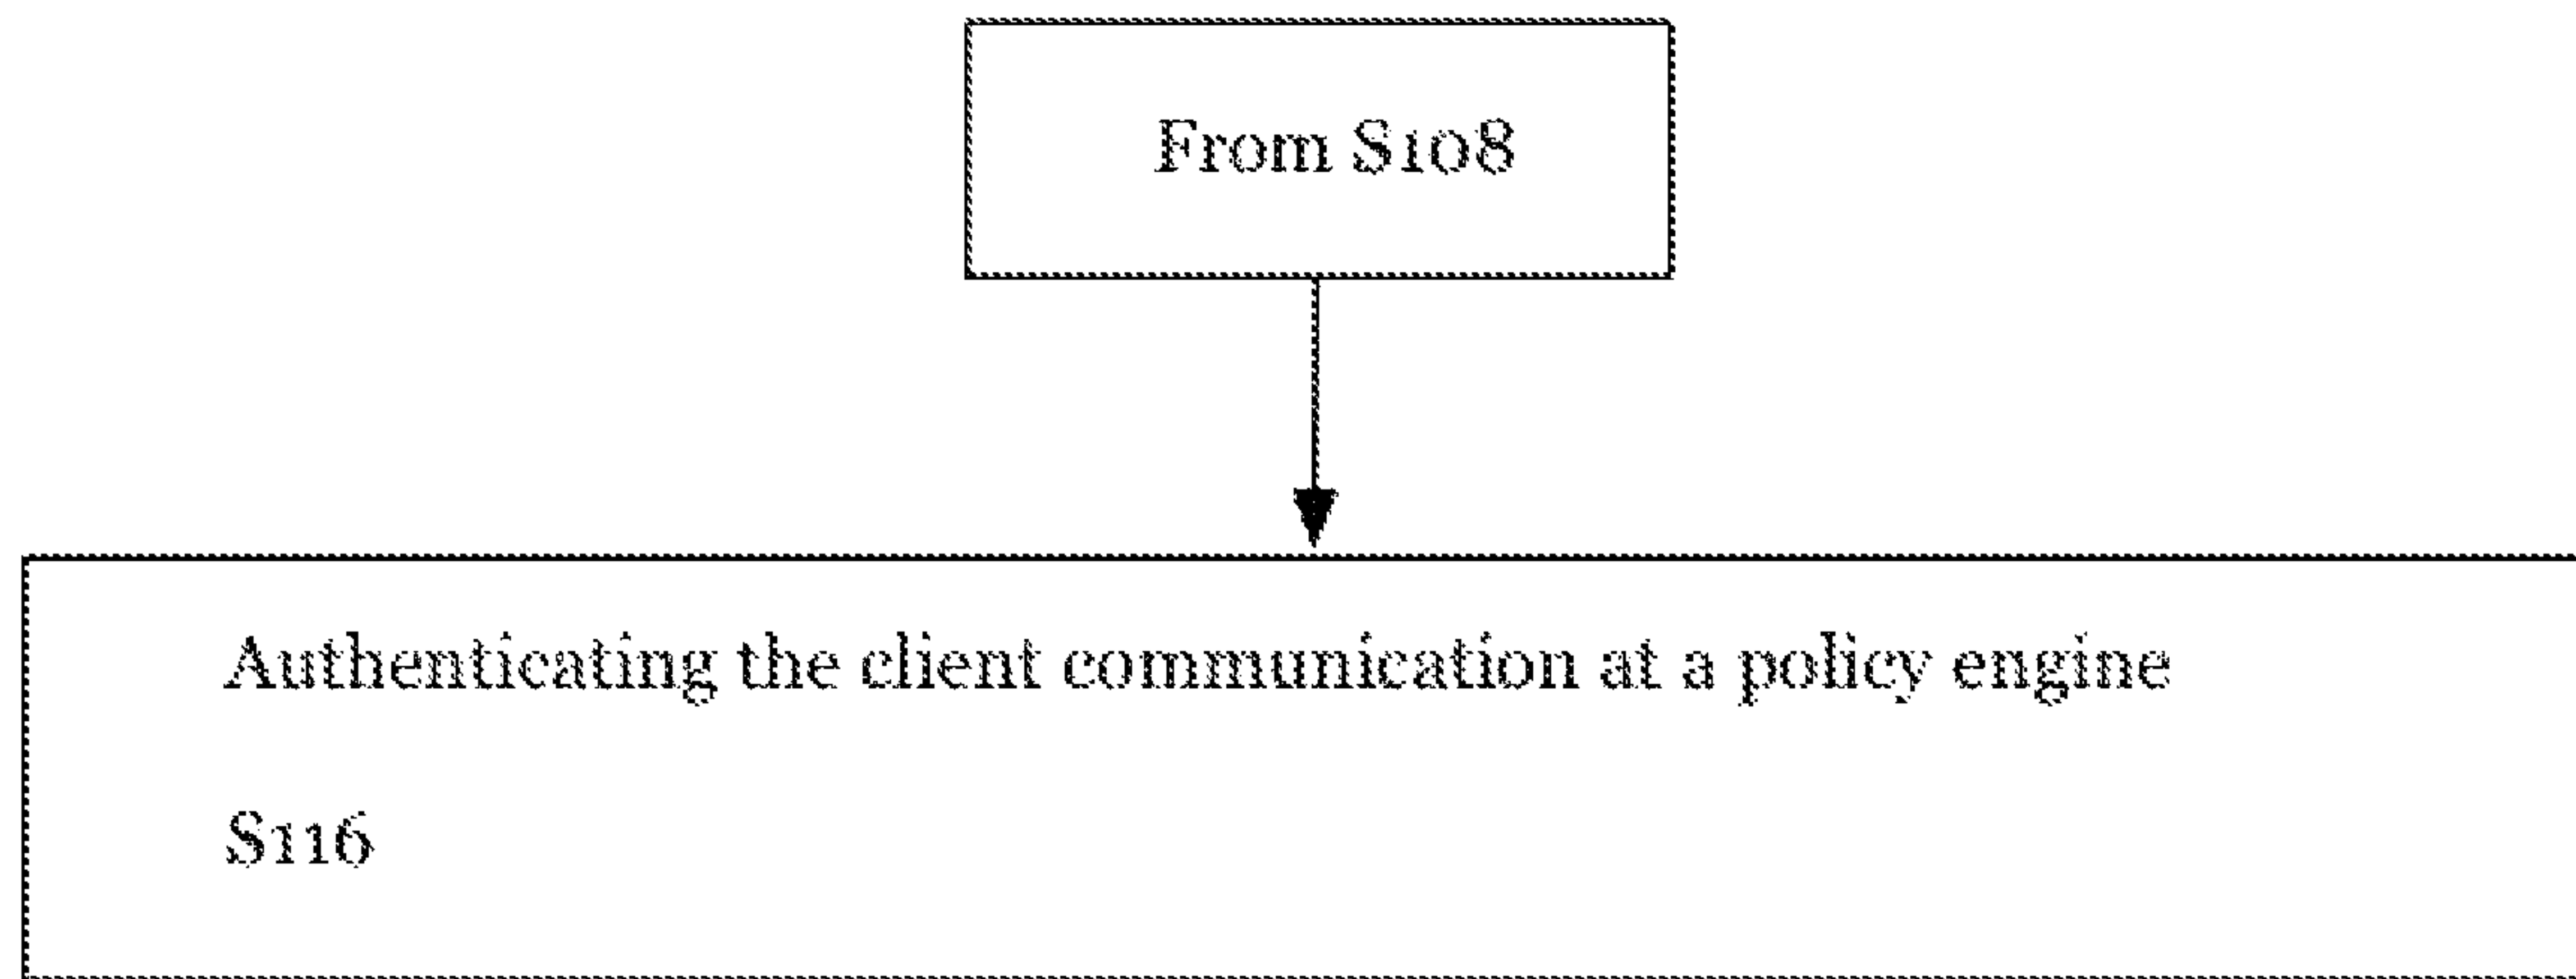 From S108
Authenticating the client communication at a policy engine
S116